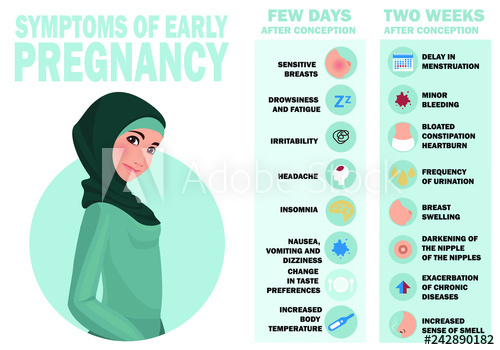 SYMPTOMS OF EARLY
PREGNANCY
FEW DAYS
AFTER CONCEPTION
SENSITIVE
BREASTS
DROWSINESS
AND FATIGUE
ZZ
IRRITABILITY
HEADACHE
INSOMNIA
NAUSEA,
VOMITING AND
DIZZINESS
CHANGE
IN TASTE
PREFERENCES
INCREASED
BODY
TEMPERATURE
TWO WEEKS
AFTER CONCEPTION
DELAY IN
MENSTRUATION
MINOR
BLEEDING
BLOATED
CONSTIPATION
HEARTBURN
FREQUENCY
OF URINATION
BREAST
SWELLING
DARKENING OF
THE NIPPLE
OF THE NIPPLES
EXACERBATION
OF CHRONIC
DISEASES
INCREASED
SENSE OF SMELL
Adobe Stock
#242890182